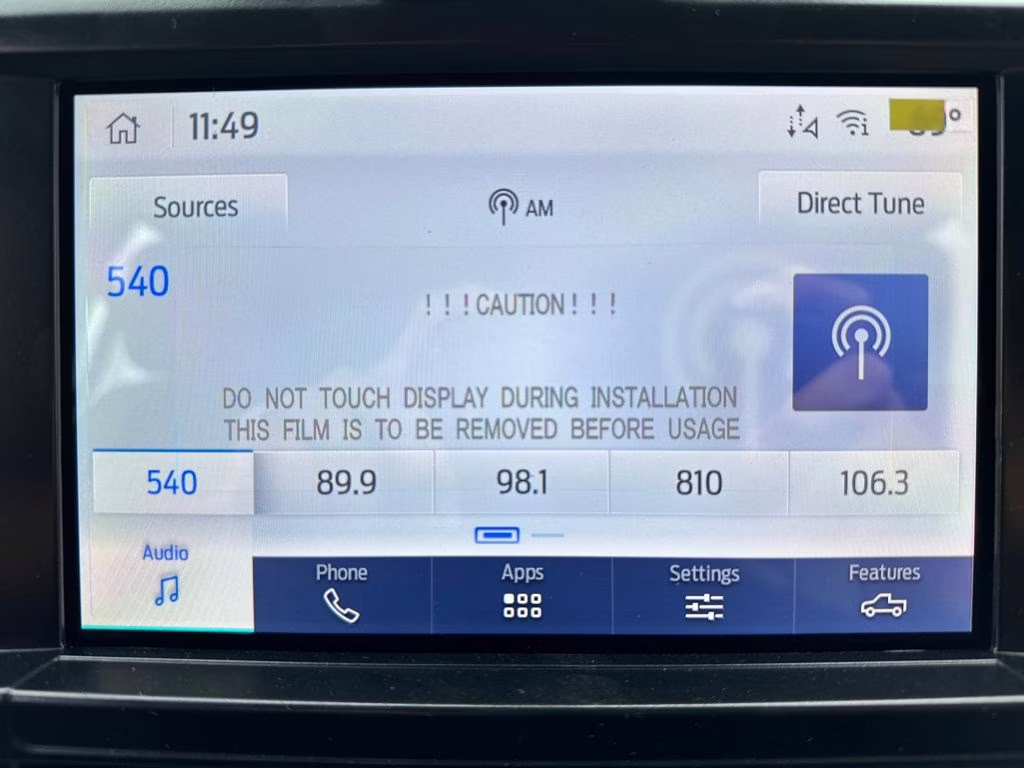 11:49
Sources
AM
Direct Tune
540
!!!CAUTION!!!
DO NOT TOUCH DISPLAY DURING INSTALLATION
THIS FILM IS TO BE REMOVED BEFORE USAGE
540 89.9 98.1 810 106.3
Audio Phone Apps Settings Features